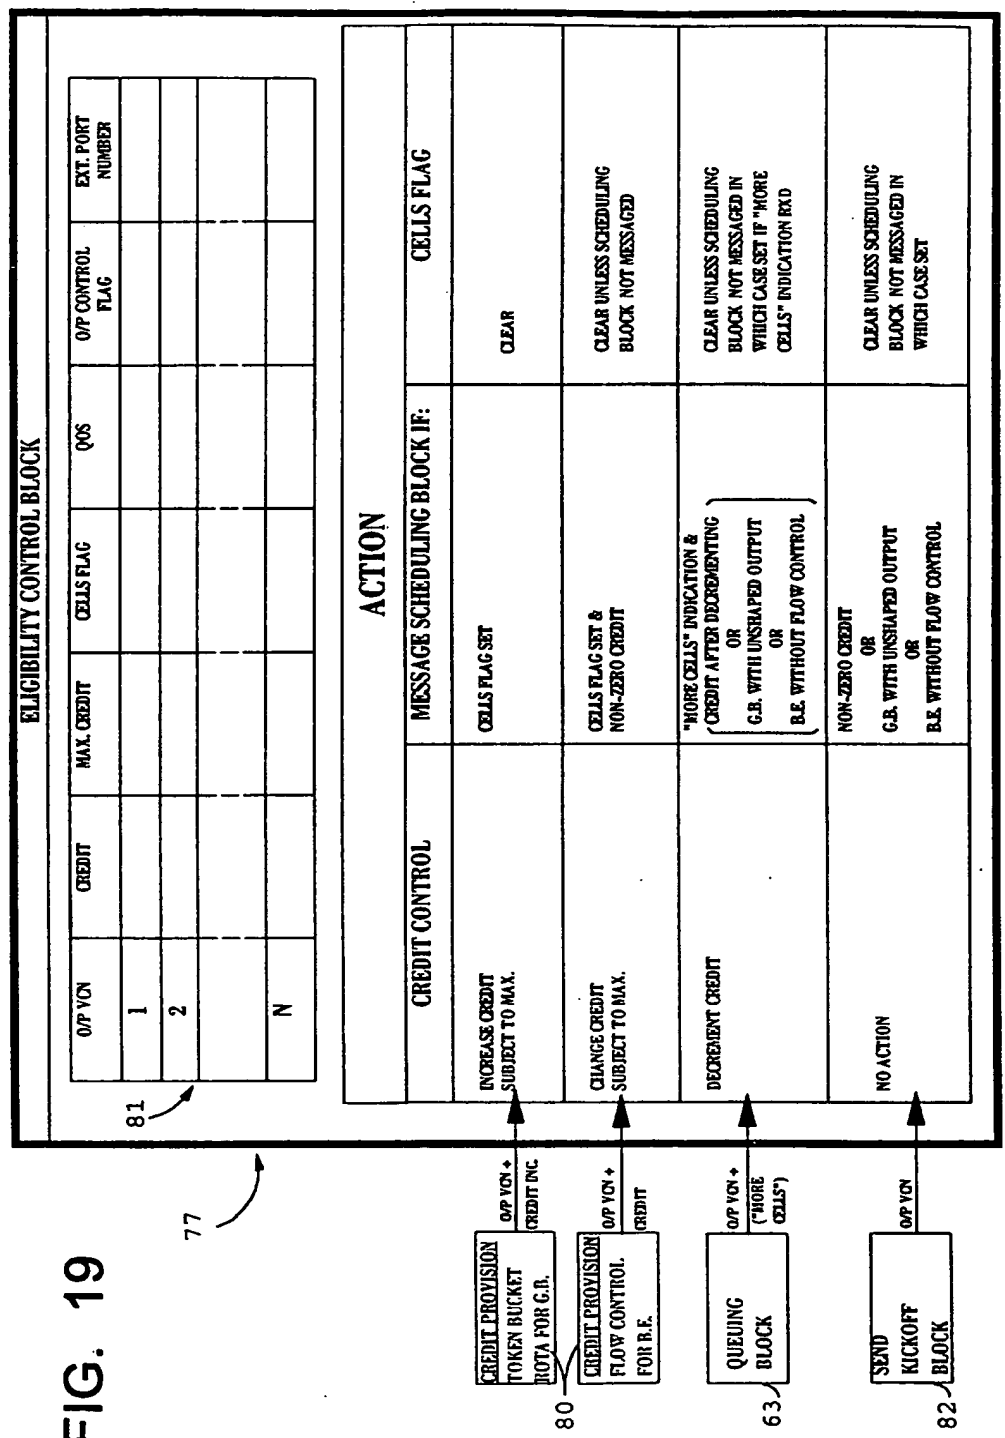 FIG. 19
77
ELIGIBILITY CONTROL BLOCK
81
O/P VCN
CREDIT
MAX. CREDIT
CELLS FLAG
QOS
O/P CONTROL
FLAG
EXT. PORT
NUMBER
1
2
N
ACTION
CREDIT CONTROL
MESSAGE SCHEDULING BLOCK IF:
CELLS FLAG
CREDIT PROVISION
TOKEN BUCKET
ROTA FOR G.B.
O/P VCN +
CREDIT INC.
INCREASE CREDIT
SUBJECT TO MAX.
CELLS FLAG SET
CLEAR
80
CREDIT PROVISION
FLOW CONTROL
FOR B.E.
O/P VCN +
CREDIT
CHANGE CREDIT
SUBJECT TO MAX.
CELLS FLAG SET &
NON-ZERO CREDIT
CLEAR UNLESS SCHEDULING
BLOCK NOT MESSAGED
63
QUEUING
BLOCK
O/P VCN +
("MORE
CELLS")
DECREMENT CREDIT
"MORE CELLS" INDICATION &
CREDIT AFTER DECREMENTING
OR
G.B. WITH UNSHAPED OUTPUT
OR
B.E. WITHOUT FLOW CONTROL
CLEAR UNLESS SCHEDULING
BLOCK NOT MESSAGED IN
WHICH CASE SET IF "MORE
CELLS" INDICATION RXD
82
SEND
KICKOFF
BLOCK
O/P VCN
NO ACTION
NON-ZERO CREDIT
OR
G.B. WITH UNSHAPED OUTPUT
OR
B.E. WITHOUT FLOW CONTROL
CLEAR UNLESS SCHEDULING
BLOCK NOT MESSAGED IN
WHICH CASE SET